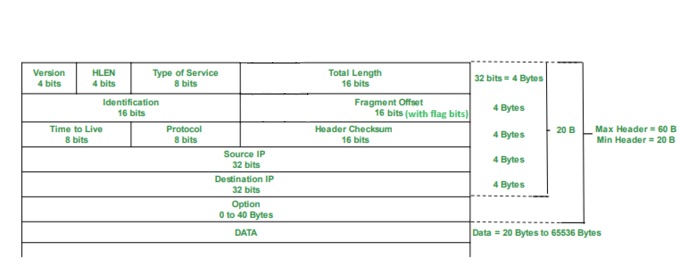 Version HLEN Type of Service Total Length
4 bits 4 bits 8 bits 16 bits
32 bits = 4 Bytes
Identification Fragment Offset
16 bits 16 bits (with flag bits)
4 Bytes
Time to Live Protocol Header Checksum
8 bits 8 bits 16 bits
4 Bytes
20 B
Max Header = 60 B
Min Header = 20 B
Source IP
32 bits
4 Bytes
Destination IP
32 bits
4 Bytes
Option
0 to 40 Bytes
DATA
Data = 20 Bytes to 65536 Bytes